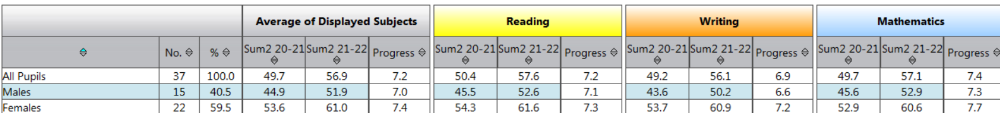 Average of Displayed Subjects Reading Writing Mathematics
No. % Sum2 20-21 Sum2 21-22 Progress Sum2 20-21 Sum2 21-22 Progress Sum2 20-21 Sum2 21-22 Progress Sum2 20-21 Sum2 21-22 Progress
All Pupils 37 100.0 49.7 56.9 7.2 50.4 57.6 7.2 49.2 56.1 6.9 49.7 57.1 7.4
Males 15 40.5 44.9 51.9 7.0 45.5 52.6 7.1 43.6 50.2 6.6 45.6 52.9 7.3
Females 22 59.5 53.6 61.0 7.4 54.3 61.6 7.3 53.7 60.9 7.2 52.9 60.6 7.7